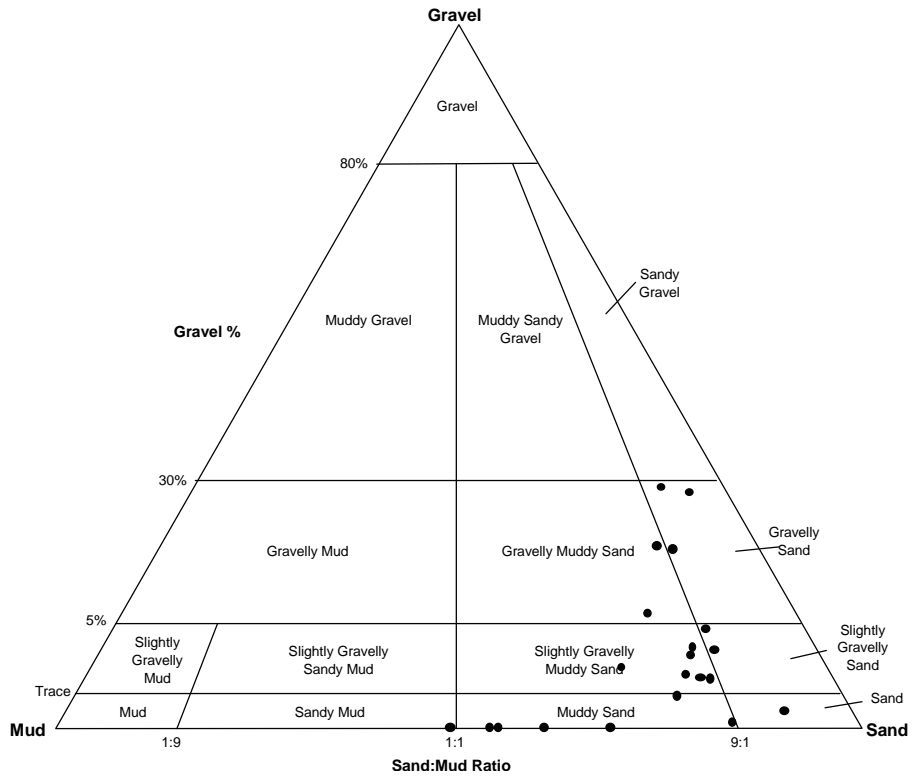 Gravel
Gravel
80%
Sandy
Gravel
Muddy Gravel
Muddy Sandy
Gravel
Gravel %
30%
Gravelly
Sand
Gravelly Mud
Gravelly Muddy Sand
5%
Slightly
Gravelly
Mud
Slightly Gravelly
Sandy Mud
Slightly Gravelly
Muddy Sand
Slightly
Gravelly
Sand
Trace
Sand
Mud
Mud
Sandy Mud
Muddy Sand
Sand
1:9
1:1
9:1
Sand:Mud Ratio